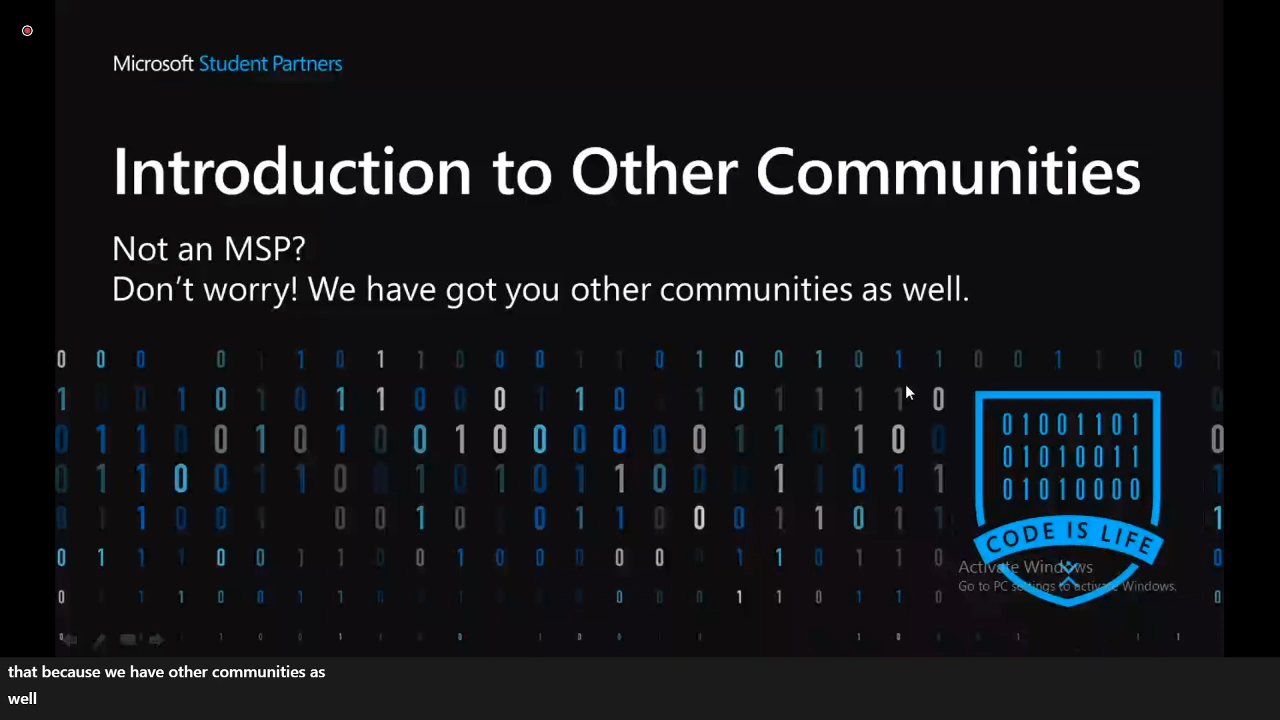 Microsoft Student Partners
Introduction to Other Communities
Not an MSP?
Don't worry! We have got you other communities as well.
01001101
01010011
01010000
CODE IS LIFE
Activate Windows
Go to PC settings to activate Windows.
that because we have other communities as
well